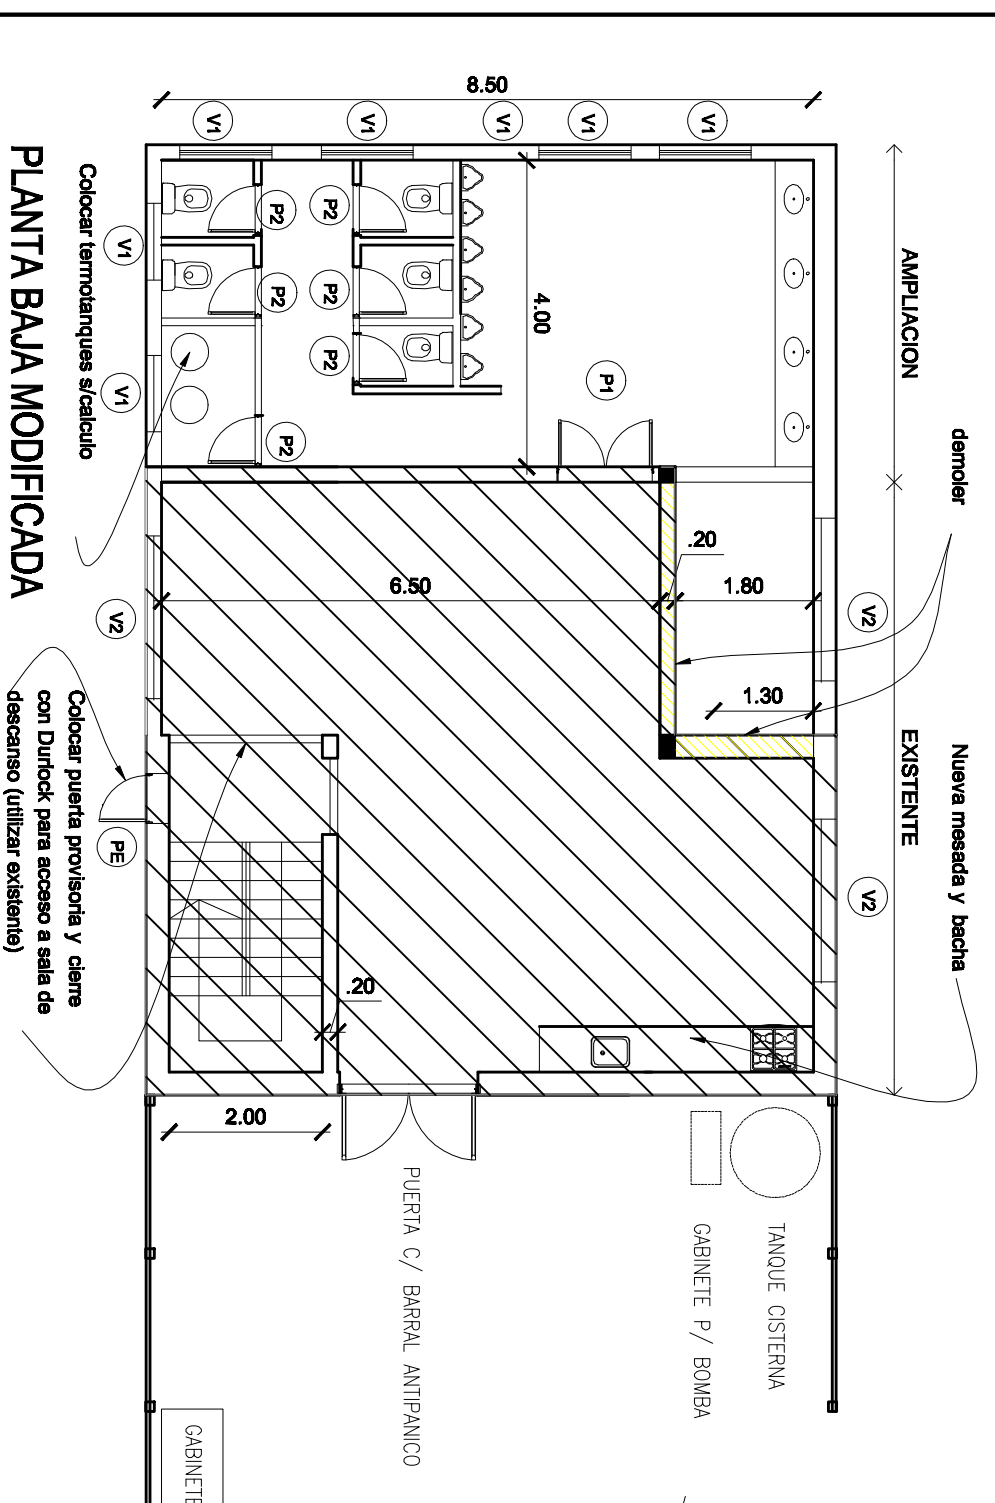 8.50
V1
V1
V1
V1
V1
AMPLIACION
EXISTENTE
demoler
Nueva mesada y bacha
V1
V1
V2
PE
V2
V2
P2
P2
P2
P2
P2
P2
P1
4.00
6.50
.20
1.80
1.30
.20
2.00
Colocar termotanques s/calculo
PLANTA BAJA MODIFICADA
Colocar puerta provisoria y cierre
con Durlock para acceso a sala de
descanso (utilizar existente)
PUERTA C/ BARRAL ANTIPANICO
GABINETE P/ BOMBA
TANQUE CISTERNA
GABINETE